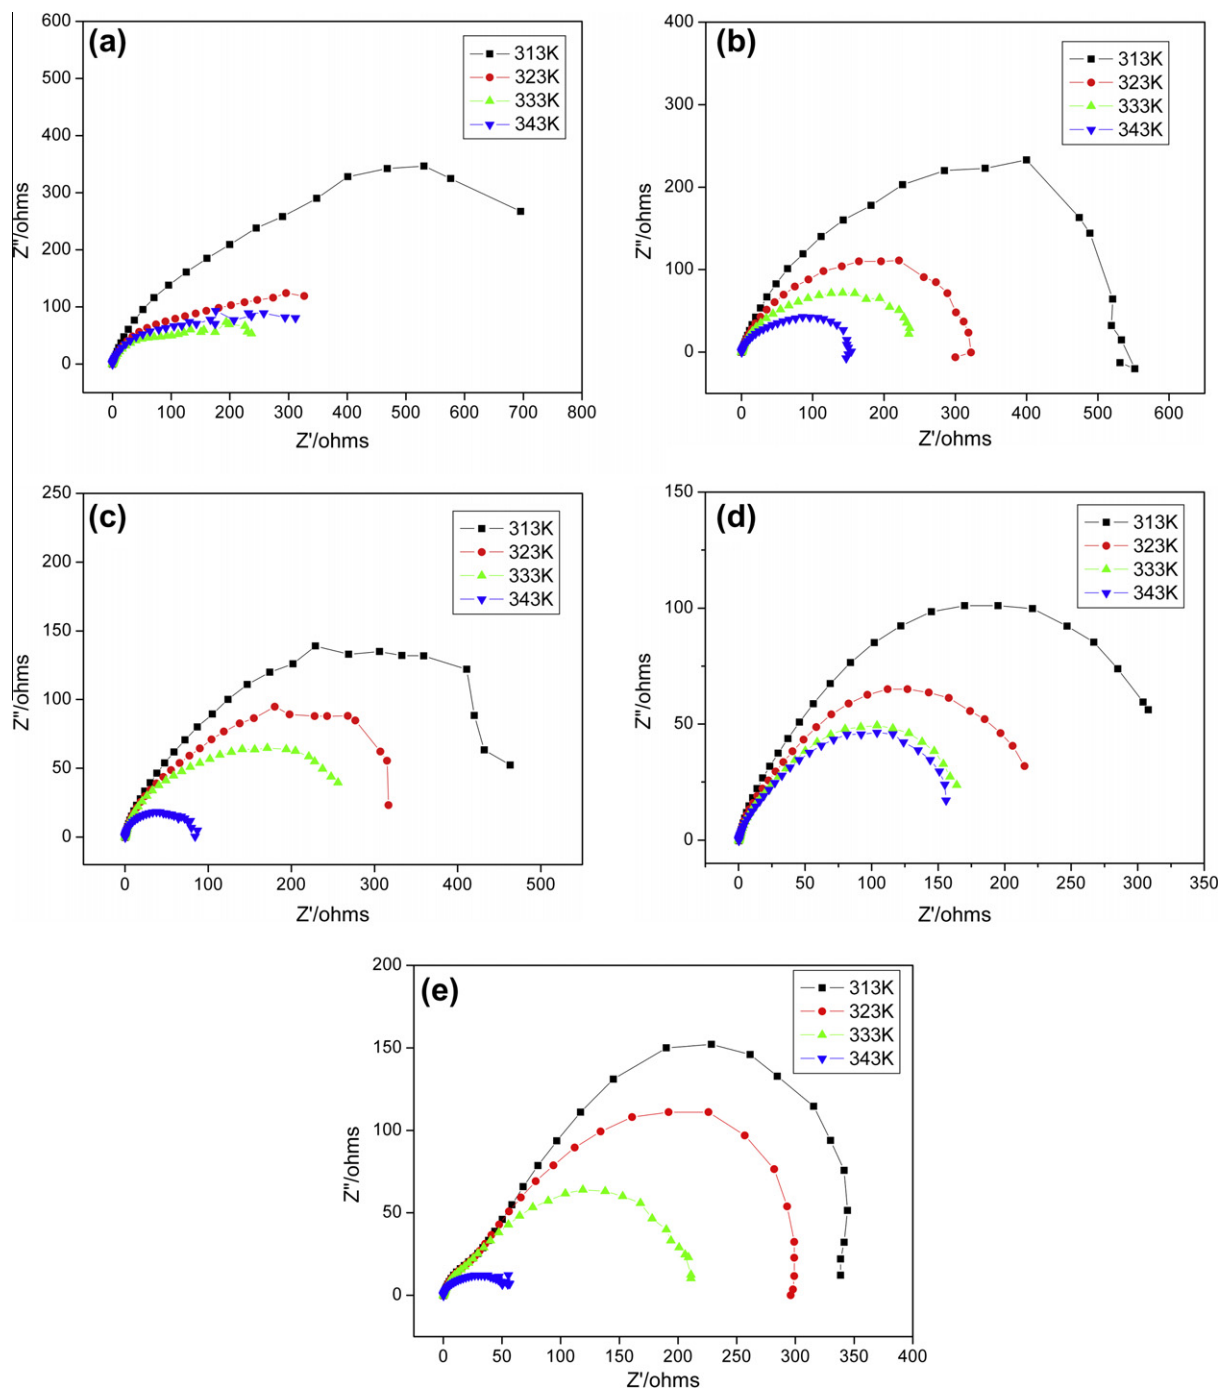 (a)
313K
323K
333K
343K
600
500
400
300
200
100
0
Z"/ohms
0 100 200 300 400 500 600 700 800
Z'/ohms
(b)
313K
323K
333K
343K
400
300
200
100
0
Z"/ohms
0 100 200 300 400 500 600
Z'/ohms
(c)
313K
323K
333K
343K
250
200
150
100
50
0
Z"/ohms
0 100 200 300 400 500
Z'/ohms
(d)
313K
323K
333K
343K
150
100
50
0
Z"/ohms
0 50 100 150 200 250 300 350
Z'/ohms
(e)
313K
323K
333K
343K
200
150
100
50
0
Z"/ohms
0 50 100 150 200 250 300 350 400
Z'/ohms